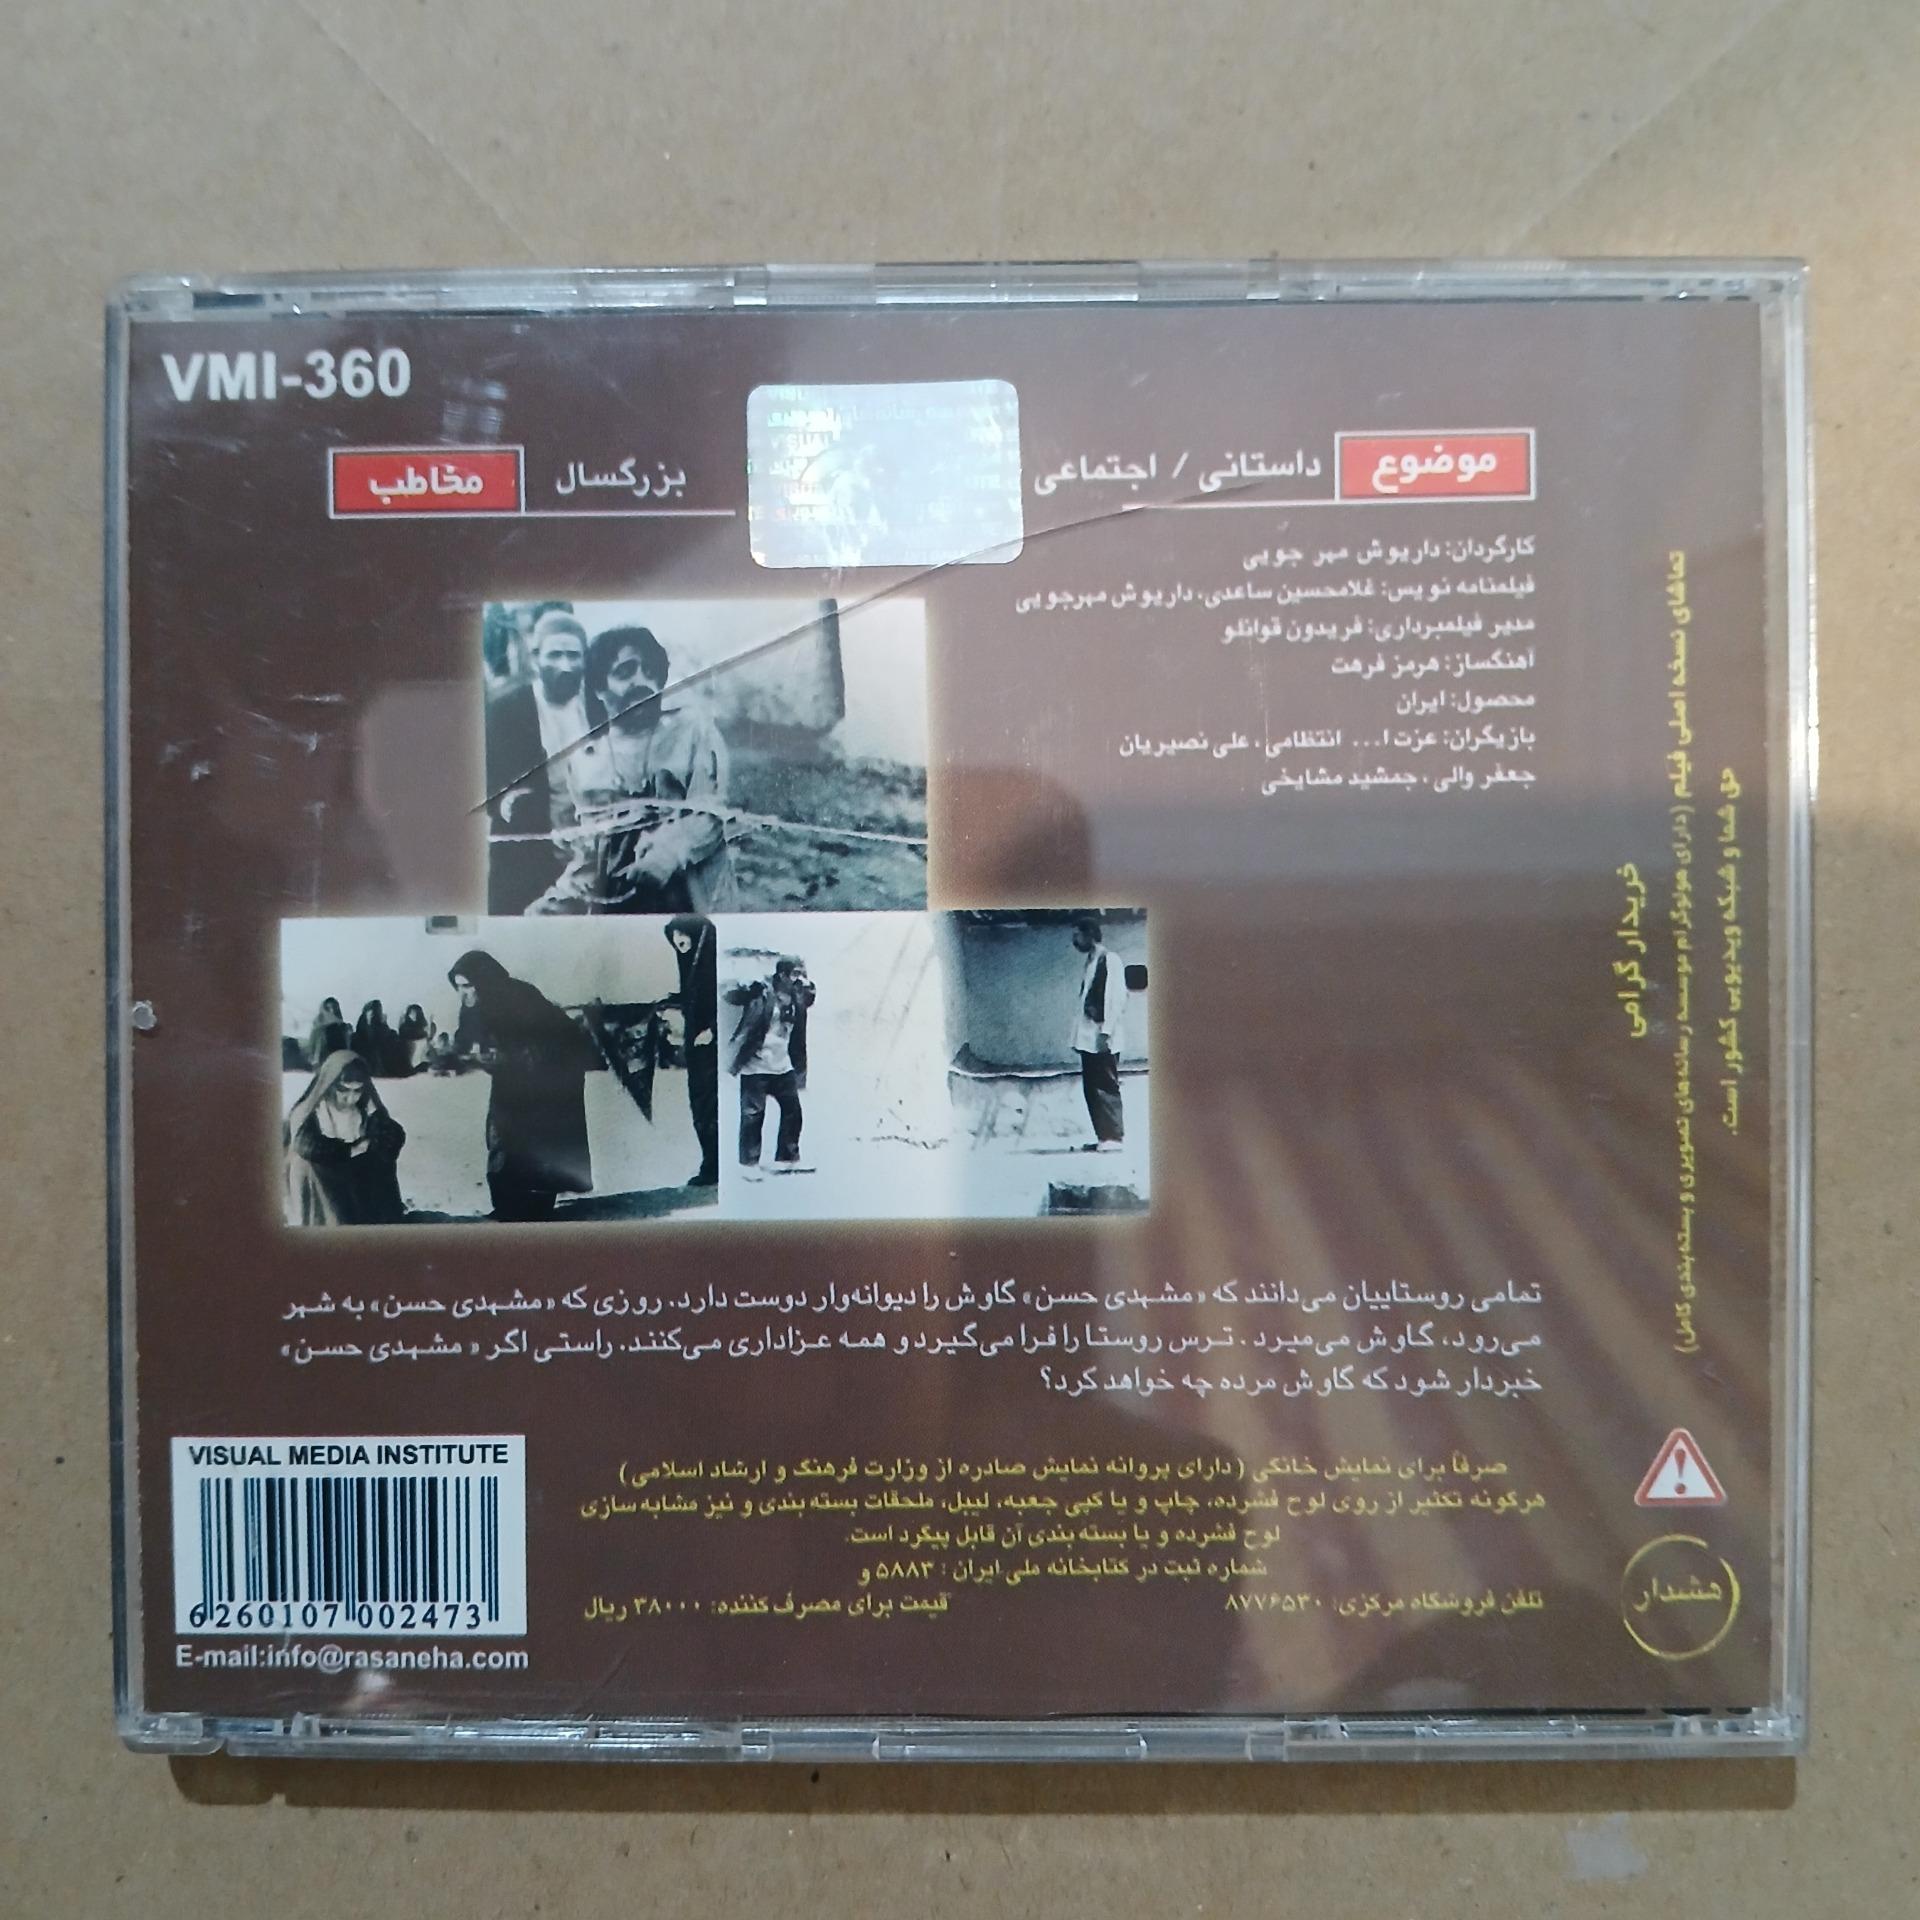 VMI-360
موضوع داستانی / اجتماعی
مخاطب بزرگسال
کارگردان: داریوش مهر جویی
فیلمنامه نویس: غلامحسین ساعدی، داریوش مهرجویی
مدیر فیلمبرداری: فریدون قوانلو
آهنگساز: هرمز فرهت
محصول: ایران
بازیگران: عزت ا... انتظامی، علی نصیریان
جعفر والی، جمشید مشایخی
تمامی روستاییان می‌دانند که «مشهدی حسن» گاوش را دیوانه‌وار دوست دارد. روزی که «مشهدی حسن» به شهر
می‌رود، گاوش می‌میرد. ترس روستا را فرا می‌گیرد و همه عزاداری می‌کنند. راستی اگر «مشهدی حسن»
خبردار شود که گاوش مرده چه خواهد کرد؟
صرفاً برای نمایش خانگی (دارای پروانه نمایش صادره از وزارت فرهنگ و ارشاد اسلامی)
هرگونه تکثیر از روی لوح فشرده، چاپ و یا کپی جعبه، لیبل، ملحقات بسته بندی و نیز مشابه سازی
لوح فشرده و یا بسته بندی آن قابل پیگرد است.
شماره ثبت در کتابخانه ملی ایران: ۵۸۸۳ و
تلفن فروشگاه مرکزی: ۸۷۷۶۵۳۰ قیمت برای مصرف کننده: ۳۸۰۰۰ ریال
هشدار
خریدار گرامی
تماشای نسخه اصلی فیلم (دارای هولوگرام موسسه رسانه‌های تصویری و بسته‌بندی کامل)
حق شما و شبکه ویدیویی کشور است.
VISUAL MEDIA INSTITUTE
6 260107 002473
E-mail:info@rasaneha.com